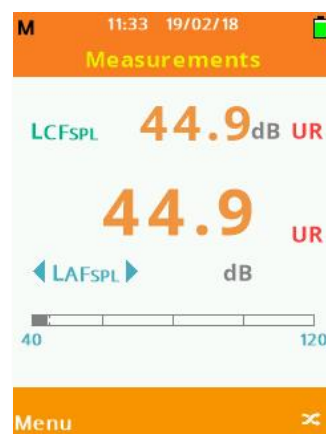 M 11:33 19/02/18
Measurements
LCFSPL 44.9dB UR
44.9 UR
LAFSPL dB
40 120
Menu